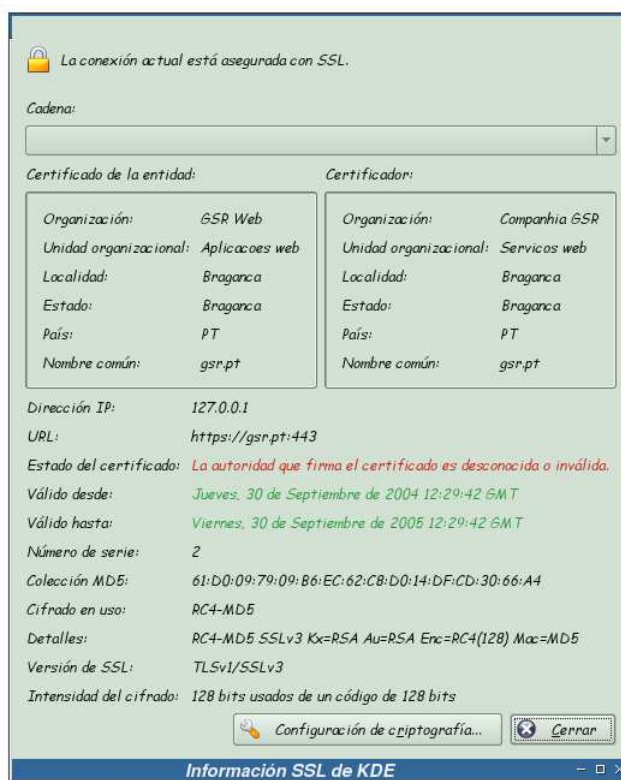 La conexión actual está asegurada con SSL.
Cadena:
Certificado de la entidad:
Organización: GSR Web
Unidad organizacional: Aplicacoes web
Localidad: Braganca
Estado: Braganca
País: PT
Nombre común: gsr.pt
Certificador:
Organización: Companhia GSR
Unidad organizacional: Servicos web
Localidad: Braganca
Estado: Braganca
País: PT
Nombre común: gsr.pt
Dirección IP: 127.0.0.1
URL: https://gsr.pt:443
Estado del certificado: La autoridad que firma el certificado es desconocida o inválida.
Válido desde: Jueves, 30 de Septiembre de 2004 12:29:42 GMT
Válido hasta: Viernes, 30 de Septiembre de 2005 12:29:42 GMT
Número de serie: 2
Colección MD5: 61:D0:09:79:09:B6:EC:62:C8:D0:14:DF:CD:30:66:A4
Cifrado en uso: RC4-MD5
Detalles: RC4-MD5 SSLv3 Kx=RSA Au=RSA Enc=RC4(128) Mac=MD5
Versión de SSL: TLSv1/SSLv3
Intensidad del cifrado: 128 bits usados de un código de 128 bits
Configuración de criptografía...
Cerrar
Información SSL de KDE